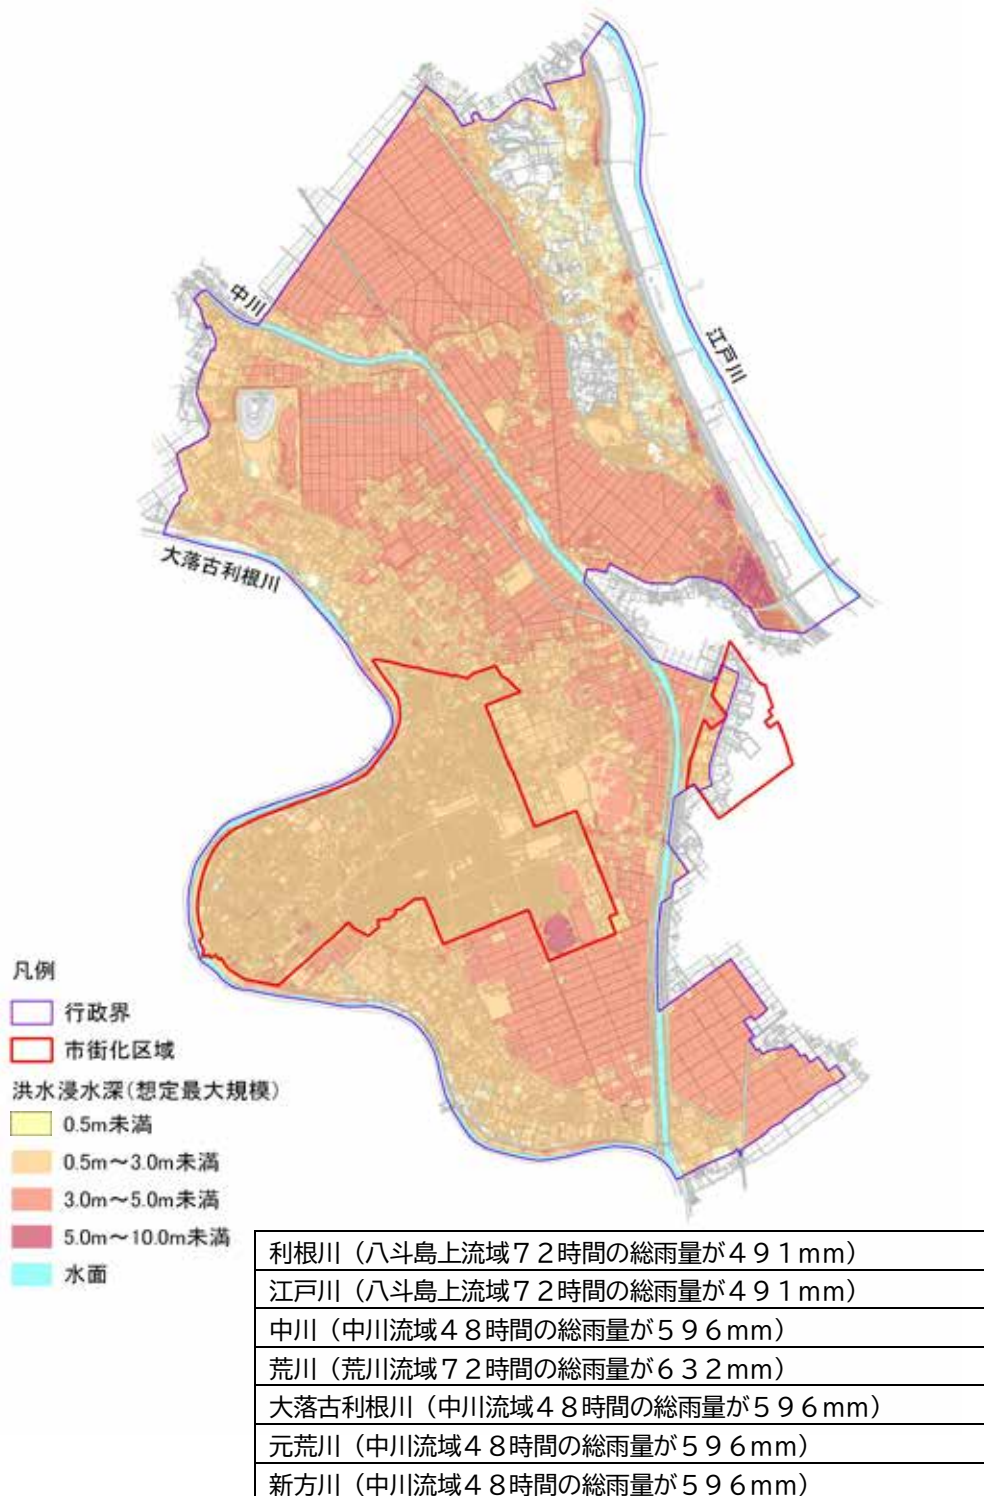 中川
江戸川
大落古利根川
凡例
行政界
市街化区域
洪水浸水深(想定最大規模)
0.5m未満
0.5m～3.0m未満
3.0m～5.0m未満
5.0m～10.0m未満
水面
利根川（八斗島上流域７２時間の総雨量が４９１mm）
江戸川（八斗島上流域７２時間の総雨量が４９１mm）
中川（中川流域４８時間の総雨量が５９６mm）
荒川（荒川流域７２時間の総雨量が６３２mm）
大落古利根川（中川流域４８時間の総雨量が５９６mm）
元荒川（中川流域４８時間の総雨量が５９６mm）
新方川（中川流域４８時間の総雨量が５９６mm）